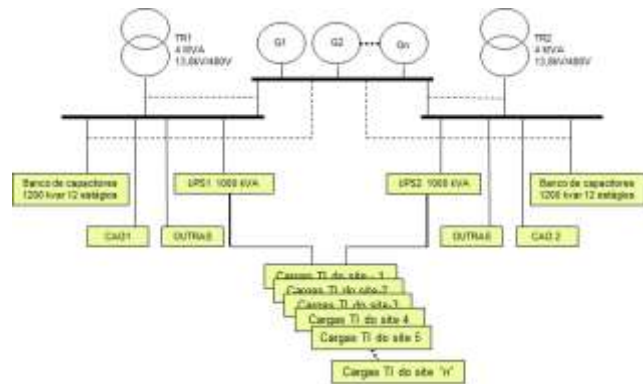 TR1
4 MVA
13,8kV/480V
G1
G2
Gn
TR2
4 MVA
13,8kV/480V
Banco de capacitores
1200 kvar 12 estágios
UPS1 1000 kVA
UPS2 1000 kVA
Banco de capacitores
1200 kvar 12 estágios
CAG1
OUTRAS
OUTRAS
CAG 2
Cargas TI do site - 1
Cargas TI do site-2
Cargas TI do site-3
Cargas TI do site 4
Cargas TI do site 5
Cargas TI do site "n"